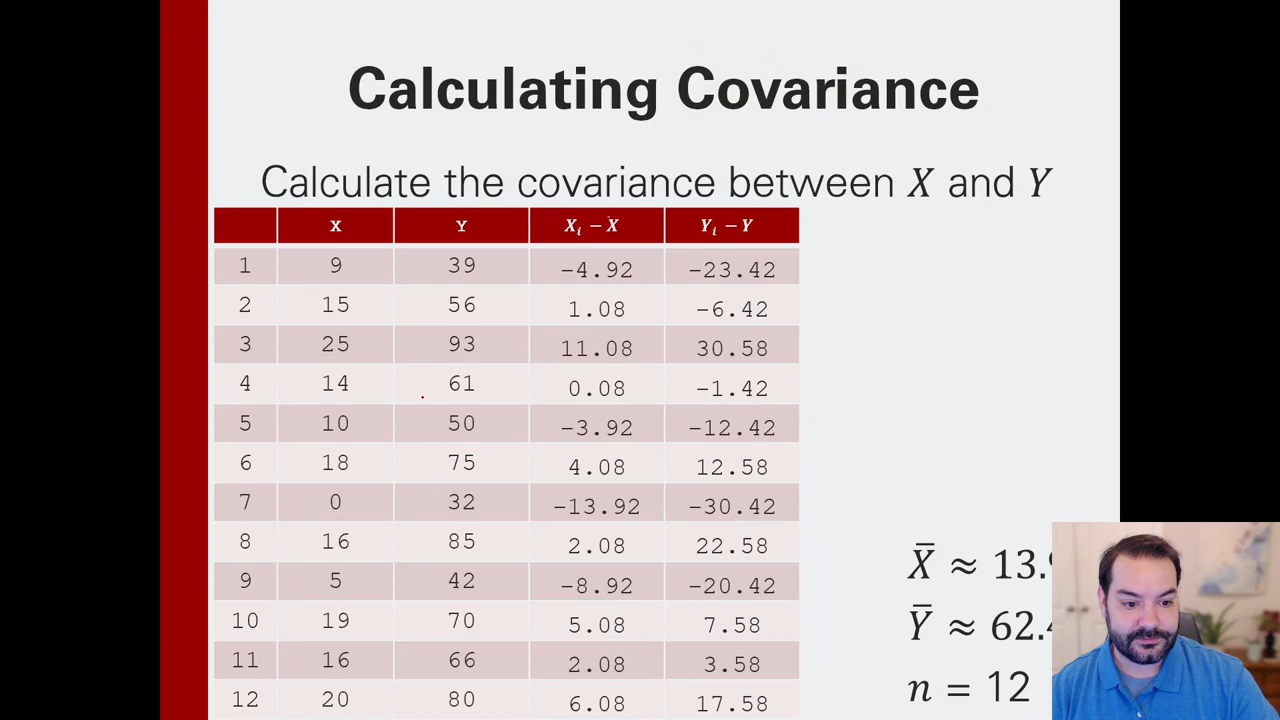 Calculating Covariance
Calculate the covariance between X and Y
X Y Xᵢ − X̄ Yᵢ − Y
1 9 39 −4.92 −23.42
2 15 56 1.08 −6.42
3 25 93 11.08 30.58
4 14 61 0.08 −1.42
5 10 50 −3.92 −12.42
6 18 75 4.08 12.58
7 0 32 −13.92 −30.42
8 16 85 2.08 22.58
9 5 42 −8.92 −20.42
10 19 70 5.08 7.58
11 16 66 2.08 3.58
12 20 80 6.08 17.58
X̄ ≈ 13.
Ȳ ≈ 62.
n = 12